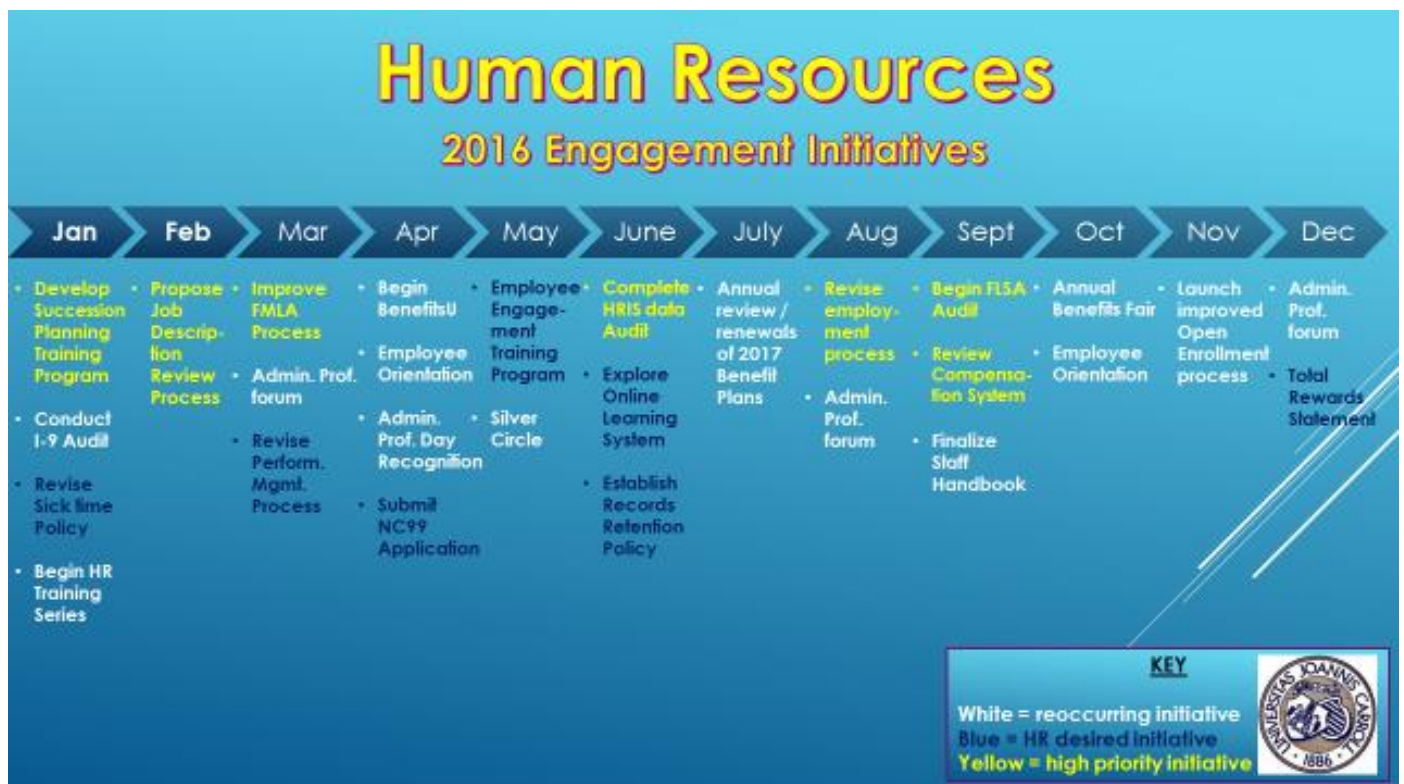 Human Resources
2016 Engagement Initiatives
Jan
Feb
Mar
Apr
May
June
July
Aug
Sept
Oct
Nov
Dec
• Develop
Succession
Planning
Training
Program
• Conduct
I-9 Audit
• Revise
Sick time
Policy
• Begin HR
Training
Series
• Propose
Job
Descrip-
tion
Review
Process
• Improve
FMLA
Process
• Admin. Prof.
forum
• Revise
Perform.
Mgmt.
Process
• Begin
BenefitsU
• Employee
Orientation
• Admin.
Prof. Day
Recognition
• Submit
NC99
Application
• Employee
Engage-
ment
Training
Program
• Silver
Circle
• Complete
HRIS data
Audit
• Explore
Online
Learning
System
• Establish
Records
Retention
Policy
• Annual
review /
renewals
of 2017
Benefit
Plans
• Revise
employ-
ment
process
• Admin.
Prof.
forum
• Begin FLSA
Audit
• Review
Compensa-
tion System
• Finalize
Staff
Handbook
• Annual
Benefits Fair
• Employee
Orientation
• Launch
improved
Open
Enrollment
process
• Admin.
Prof.
forum
• Total
Rewards
Statement
KEY
White = reoccurring initiative
Blue = HR desired initiative
Yellow = high priority initiative
UNIVERSITAS JOANNIS CARROLL
· 1886 ·